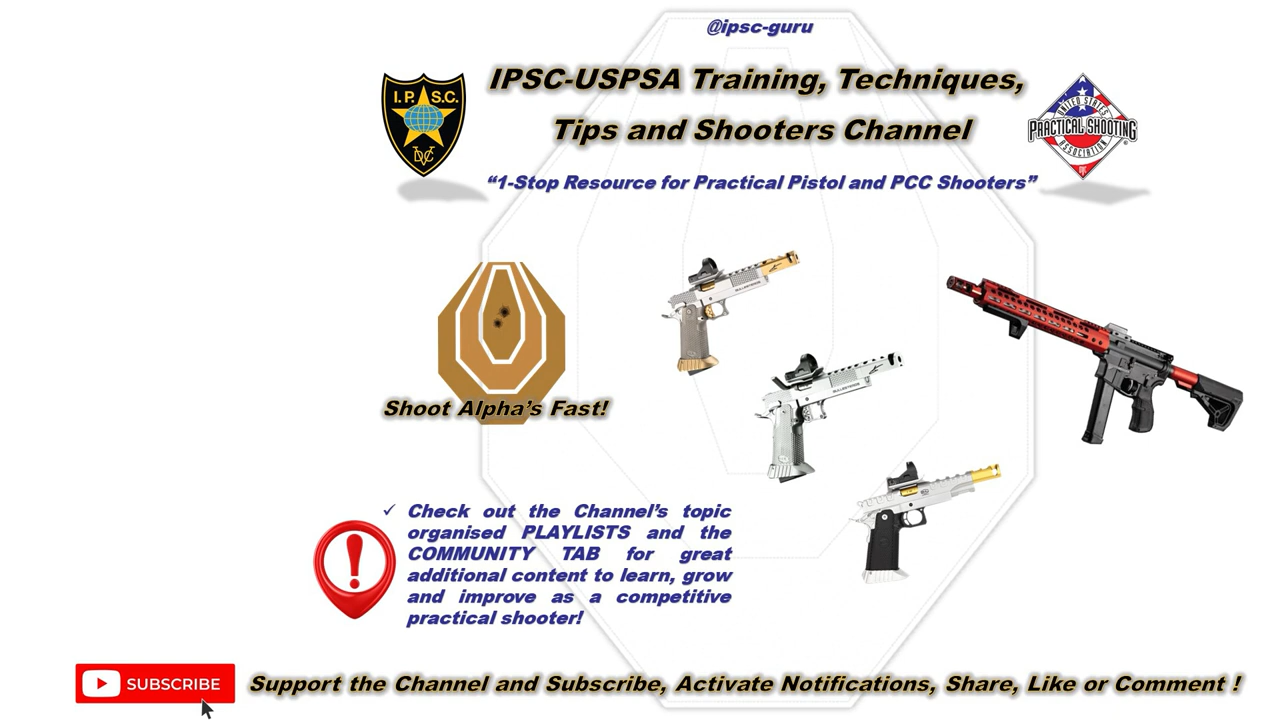 @ipsc-guru
IPSC-USPSA Training, Techniques,
Tips and Shooters Channel
I.P.S.C.
DVC
UNITED STATES
PRACTICAL SHOOTING
ASSOCIATION
“1-Stop Resource for Practical Pistol and PCC Shooters”
Shoot Alpha’s Fast!
✓ Check out the Channel’s topic
organised PLAYLISTS and the
COMMUNITY TAB for great
additional content to learn, grow
and improve as a competitive
practical shooter!
SUBSCRIBE
Support the Channel and Subscribe, Activate Notifications, Share, Like or Comment !